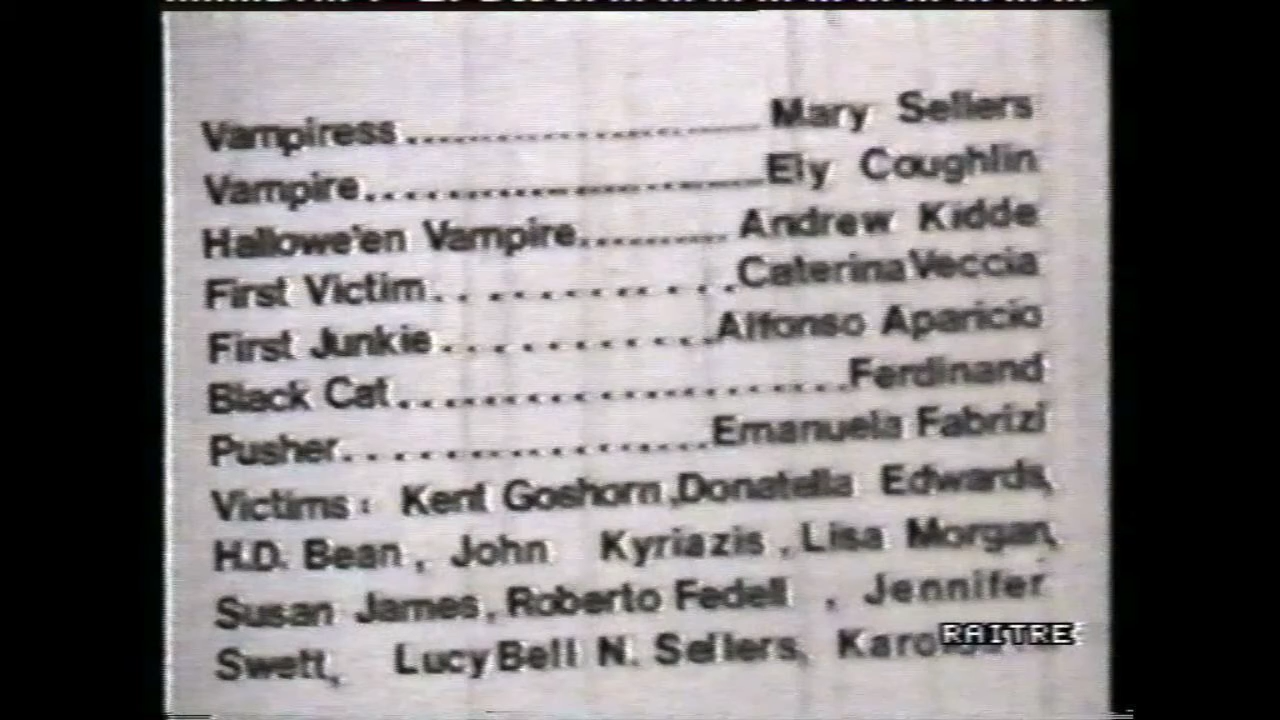 Vampiress.......................Mary Sellers
Vampire.........................Ely Coughlin
Hallowe'en Vampire............Andrew Kidde
First Victim. . . . . . . . . . . .Caterina Veccia
First Junkie. . . . . . . . . . .Alfonso Aparicio
Black Cat. . . . . . . . . . . . . . . . . .Ferdinand
Pusher. . . . . . . . . . . . . . .Emanuela Fabrizi
Victims: Kent Goshorn,Donatella Edwards,
H.D. Bean, John Kyriazis, Lisa Morgan,
Susan James, Roberto Fedeli , Jennifer
Swett, Lucy Bell N. Sellers,
RAITRE